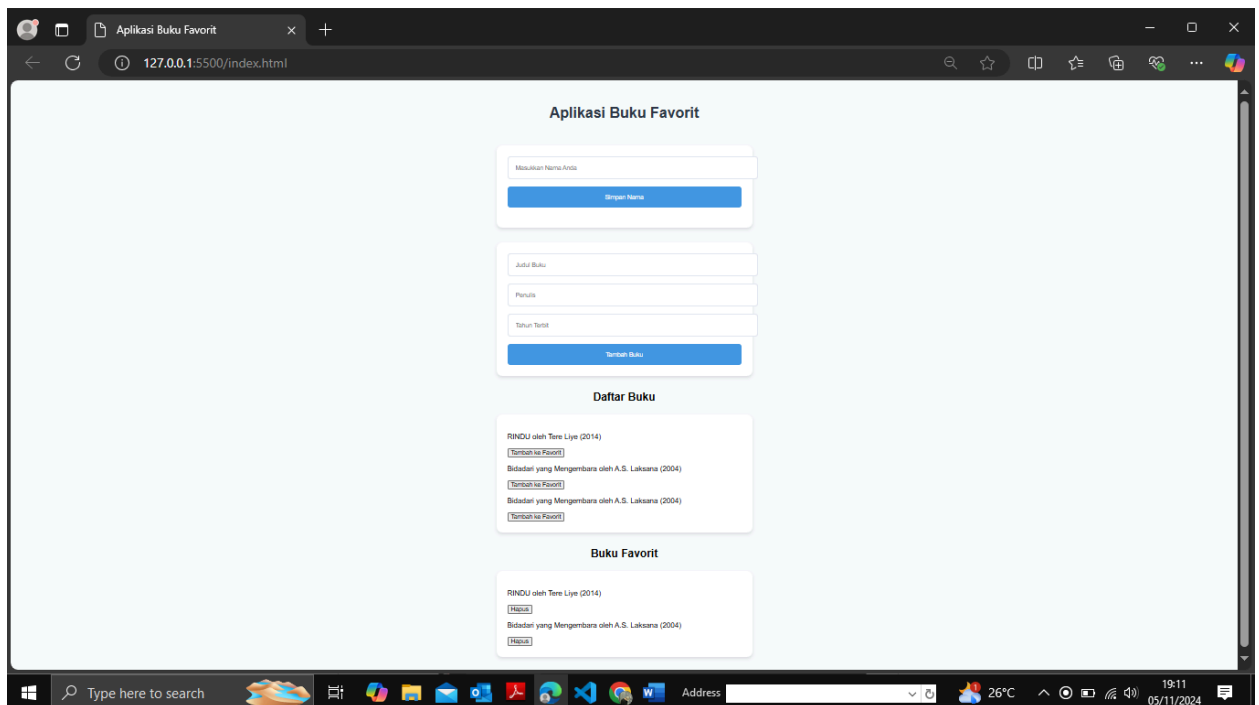 Aplikasi Buku Favorit
127.0.0.1:5500/index.html
Aplikasi Buku Favorit
Masukkan Nama Anda
Simpan Nama
Judul Buku
Penulis
Tahun Terbit
Tambah Buku
Daftar Buku
RINDU oleh Tere Liye (2014)
Tambah ke Favorit
Bidadari yang Mengembara oleh A.S. Laksana (2004)
Tambah ke Favorit
Bidadari yang Mengembara oleh A.S. Laksana (2004)
Tambah ke Favorit
Buku Favorit
RINDU oleh Tere Liye (2014)
Hapus
Bidadari yang Mengembara oleh A.S. Laksana (2004)
Hapus
Type here to search
Address
26°C
19:11
05/11/2024